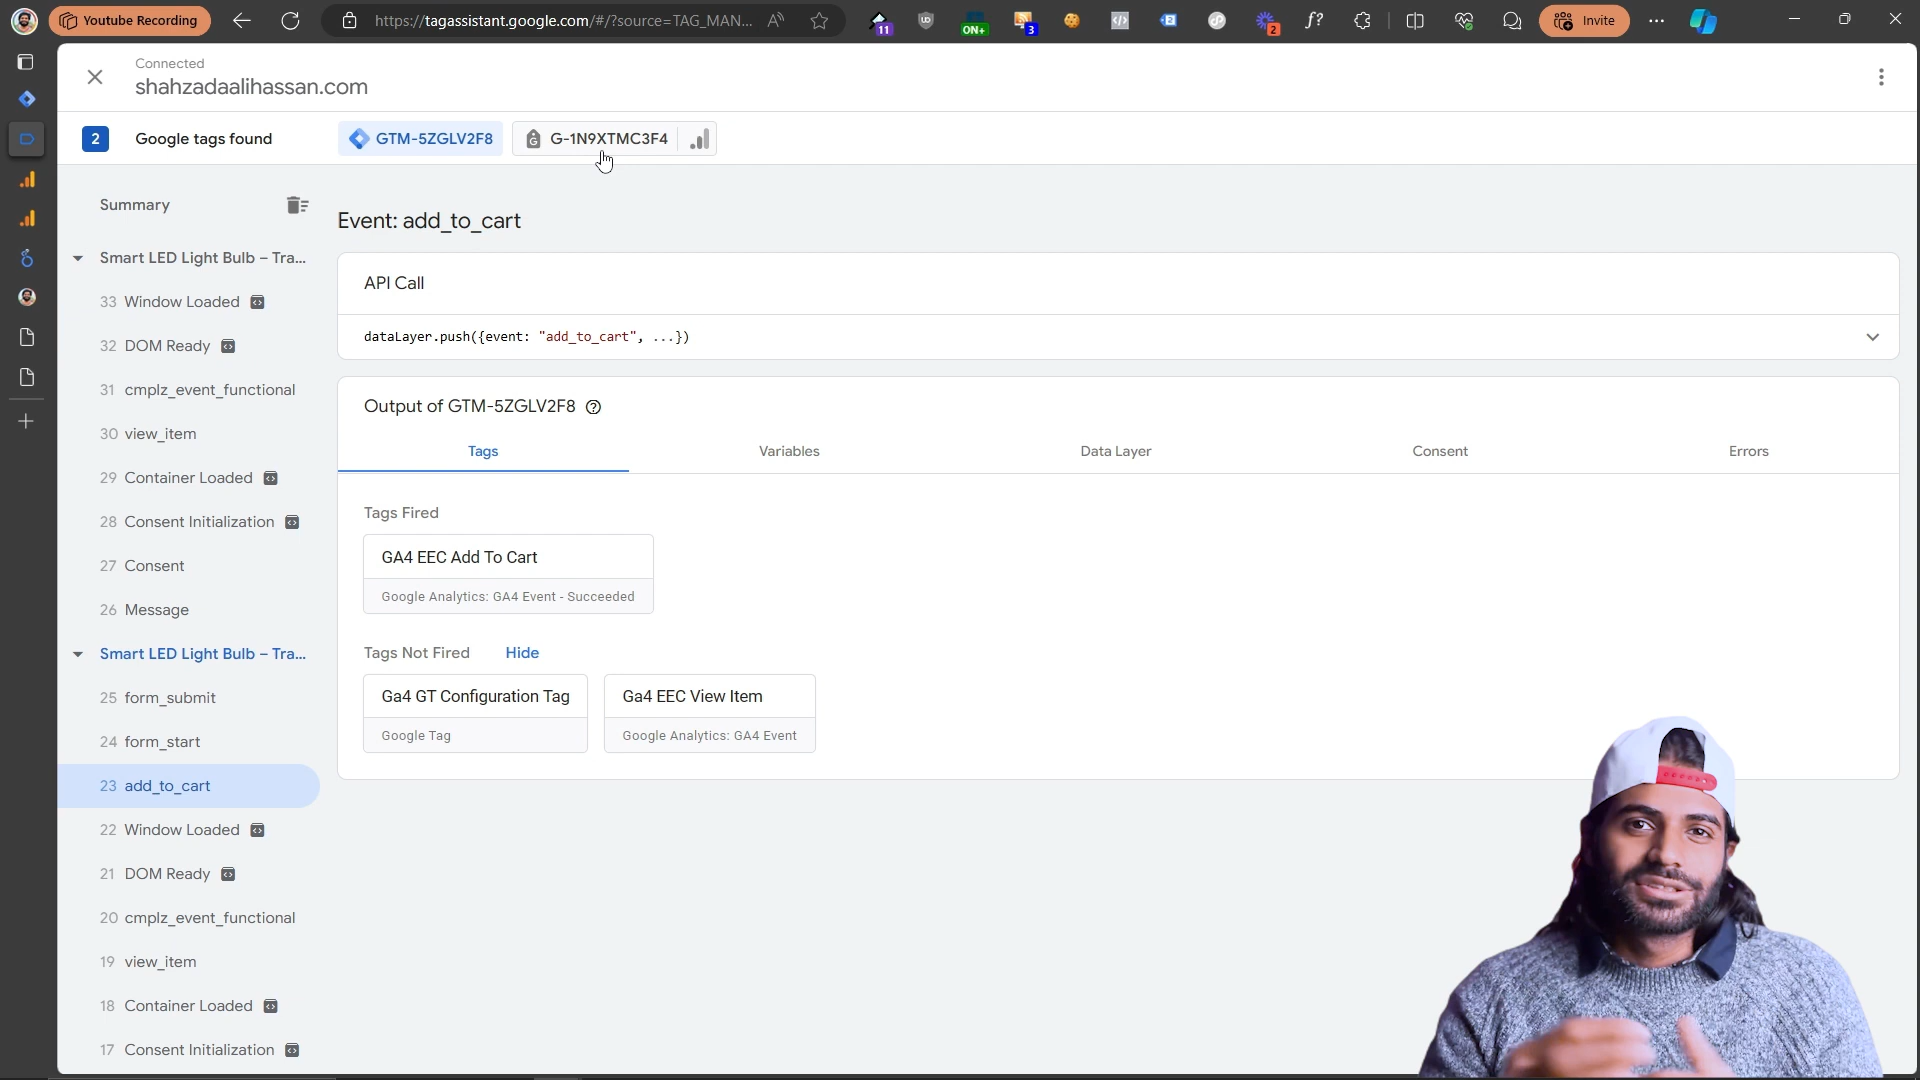 Youtube Recording
https://tagassistant.google.com/#/?source=TAG_MAN...
11
ON+
3
2
Invite
Connected
shahzadaalihassan.com
2 Google tags found GTM-5ZGLV2F8 G-1N9XTMC3F4
Summary
Smart LED Light Bulb – Tra...
33 Window Loaded
32 DOM Ready
31 cmplz_event_functional
30 view_item
29 Container Loaded
28 Consent Initialization
27 Consent
26 Message
Smart LED Light Bulb – Tra...
25 form_submit
24 form_start
23 add_to_cart
22 Window Loaded
21 DOM Ready
20 cmplz_event_functional
19 view_item
18 Container Loaded
17 Consent Initialization
Event: add_to_cart
API Call
dataLayer.push({event: "add_to_cart", ...})
Output of GTM-5ZGLV2F8
Tags Variables Data Layer Consent Errors
Tags Fired
GA4 EEC Add To Cart
Google Analytics: GA4 Event - Succeeded
Tags Not Fired Hide
Ga4 GT Configuration Tag
Google Tag
Ga4 EEC View Item
Google Analytics: GA4 Event